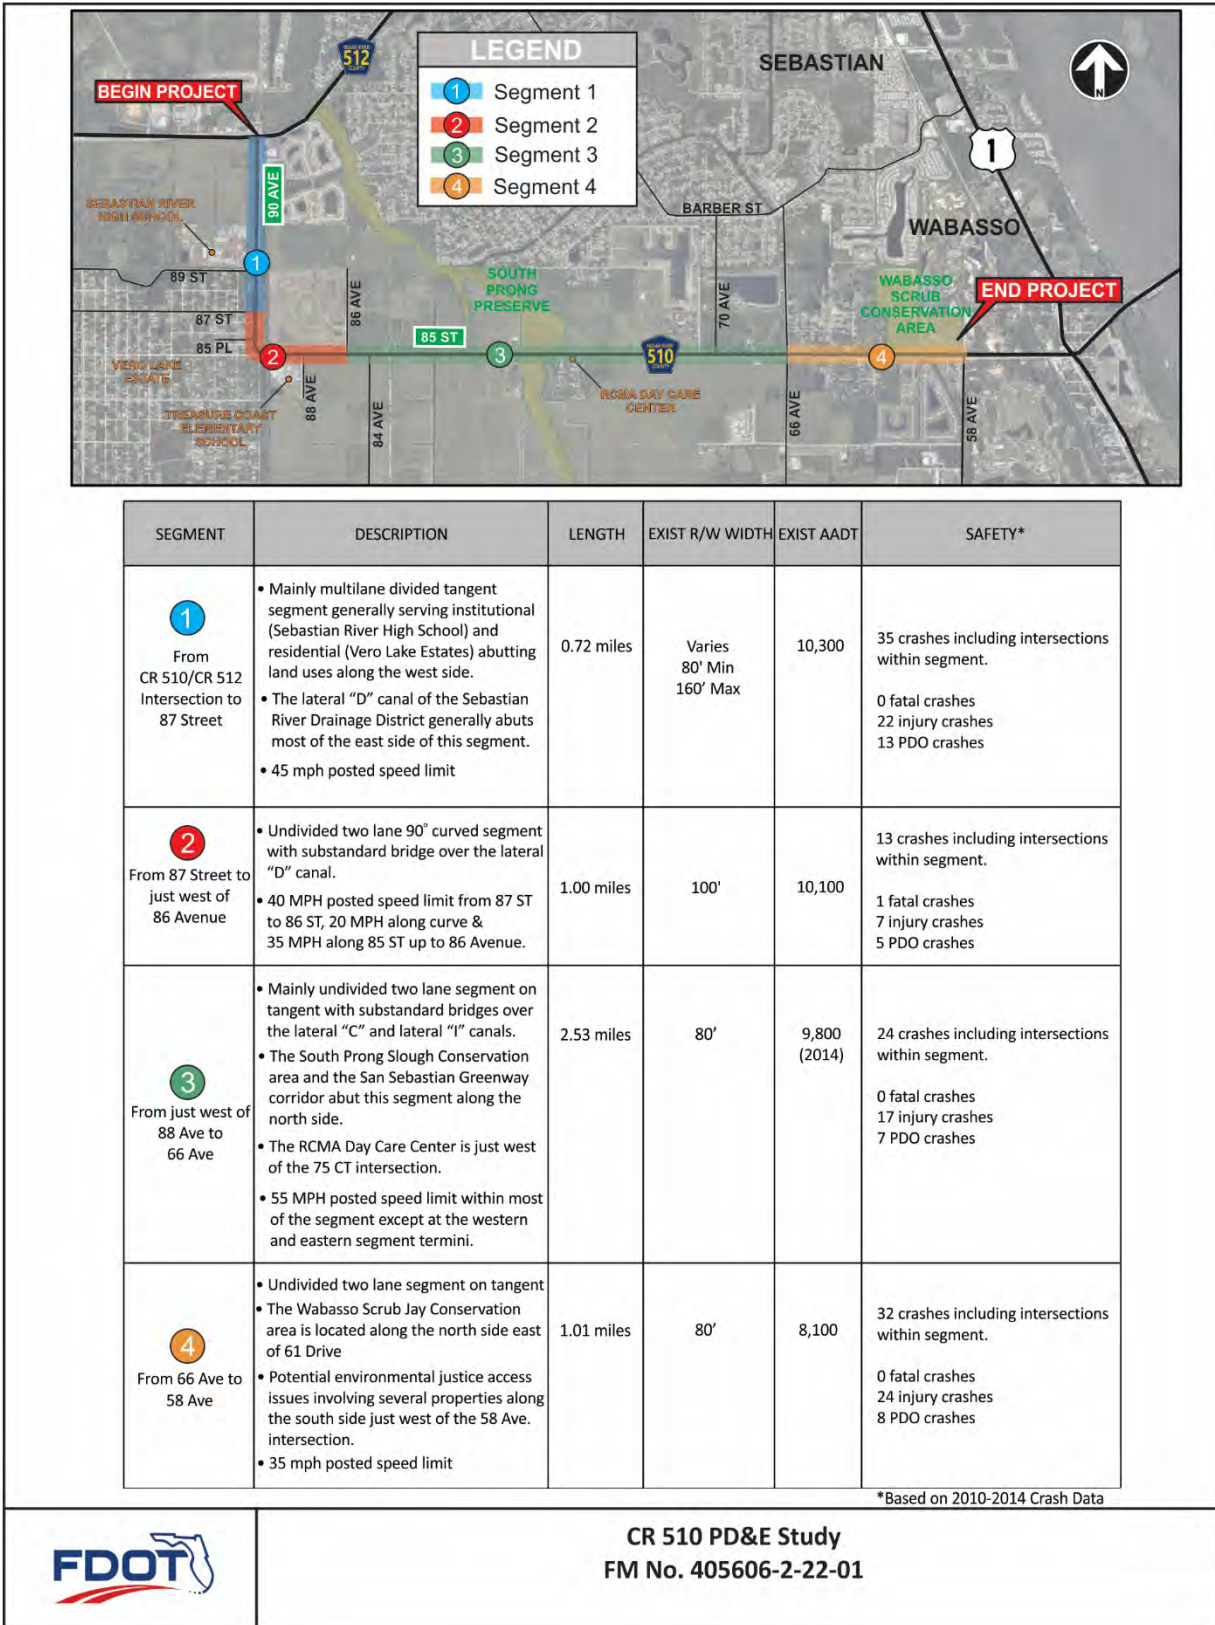 LEGEND
1 Segment 1
2 Segment 2
3 Segment 3
4 Segment 4
INDIAN RIVER
512
COUNTY
SEBASTIAN
N
BEGIN PROJECT
1
90 AVE
SEBASTIAN RIVER
HIGH SCHOOL
BARBER ST
WABASSO
1
89 ST
SOUTH
PRONG
PRESERVE
WABASSO
SCRUB
CONSERVATION
AREA
END PROJECT
87 ST
86 AVE
70 AVE
85 PL
85 ST
2
3
INDIAN RIVER
510
COUNTY
4
VERO LAKE
ESTATE
88 AVE
RCMA DAY CARE
CENTER
TREASURE COAST
ELEMENTARY
SCHOOL
84 AVE
66 AVE
58 AVE
SEGMENT DESCRIPTION LENGTH EXIST R/W WIDTH EXIST AADT SAFETY*
1
From
CR 510/CR 512
Intersection to
87 Street
• Mainly multilane divided tangent
segment generally serving institutional
(Sebastian River High School) and
residential (Vero Lake Estates) abutting
land uses along the west side.
• The lateral “D” canal of the Sebastian
River Drainage District generally abuts
most of the east side of this segment.
• 45 mph posted speed limit
0.72 miles
Varies
80' Min
160’ Max
10,300
35 crashes including intersections
within segment.
0 fatal crashes
22 injury crashes
13 PDO crashes
2
From 87 Street to
just west of
86 Avenue
• Undivided two lane 90° curved segment
with substandard bridge over the lateral
“D” canal.
• 40 MPH posted speed limit from 87 ST
to 86 ST, 20 MPH along curve &
35 MPH along 85 ST up to 86 Avenue.
1.00 miles
100'
10,100
13 crashes including intersections
within segment.
1 fatal crashes
7 injury crashes
5 PDO crashes
3
From just west of
88 Ave to
66 Ave
• Mainly undivided two lane segment on
tangent with substandard bridges over
the lateral “C” and lateral “I” canals.
• The South Prong Slough Conservation
area and the San Sebastian Greenway
corridor abut this segment along the
north side.
• The RCMA Day Care Center is just west
of the 75 CT intersection.
• 55 MPH posted speed limit within most
of the segment except at the western
and eastern segment termini.
2.53 miles
80’
9,800
(2014)
24 crashes including intersections
within segment.
0 fatal crashes
17 injury crashes
7 PDO crashes
4
From 66 Ave to
58 Ave
• Undivided two lane segment on tangent
• The Wabasso Scrub Jay Conservation
area is located along the north side east
of 61 Drive
• Potential environmental justice access
issues involving several properties along
the south side just west of the 58 Ave.
intersection.
• 35 mph posted speed limit
1.01 miles
80’
8,100
32 crashes including intersections
within segment.
0 fatal crashes
24 injury crashes
8 PDO crashes
*Based on 2010-2014 Crash Data
FDOT
CR 510 PD&E Study
FM No. 405606-2-22-01